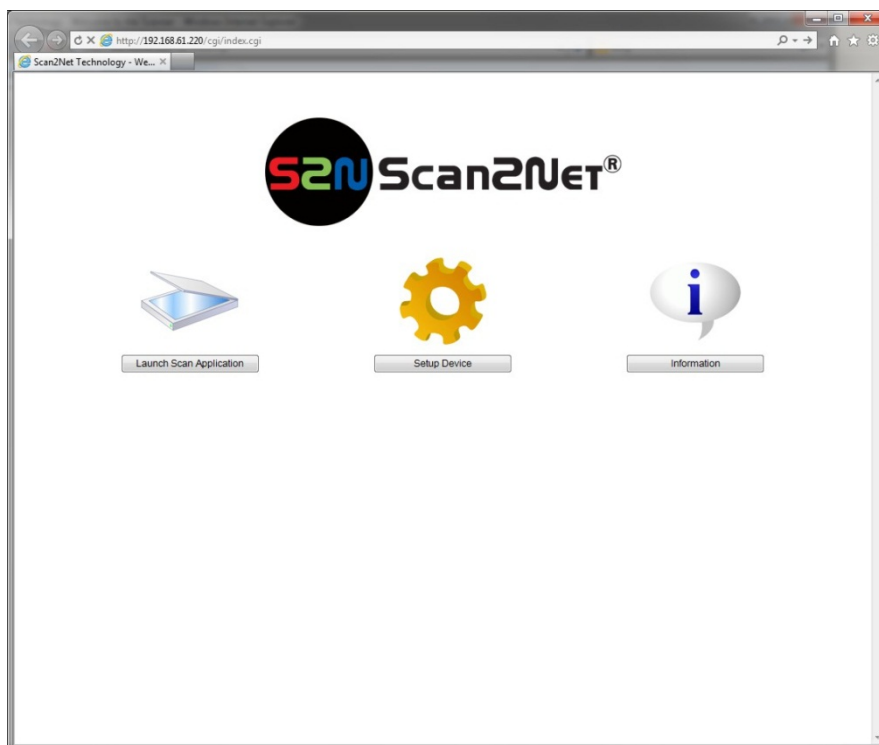 http://192.168.61.220/cgi/index.cgi
Scan2Net Technology - We...
S2N Scan2Net®
Launch Scan Application
Setup Device
i
Information